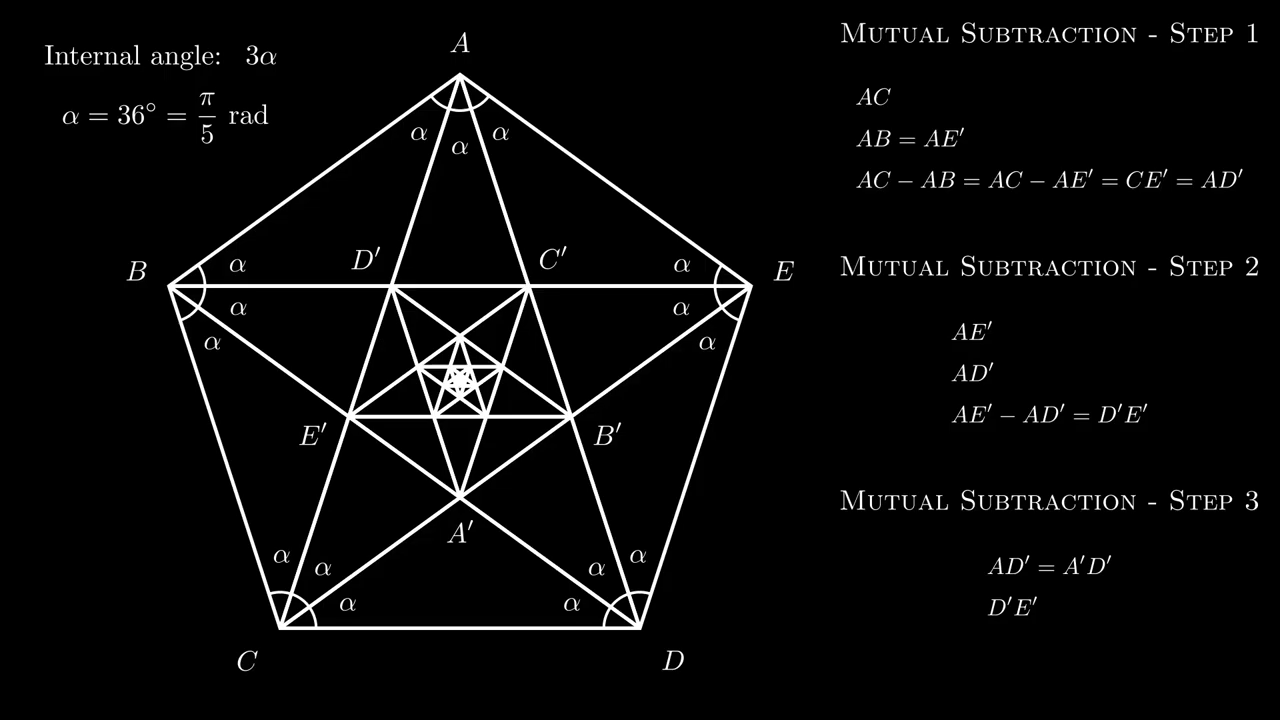 Internal angle: 3α
α = 36° = π/5 rad
A
α α α
B α α α
D′
C′
E α α α
E′
B′
A′
α α α
α α α
C
D
Mutual Subtraction - Step 1
AC
AB = AE′
AC − AB = AC − AE′ = CE′ = AD′
Mutual Subtraction - Step 2
AE′
AD′
AE′ − AD′ = D′E′
Mutual Subtraction - Step 3
AD′ = A′D′
D′E′